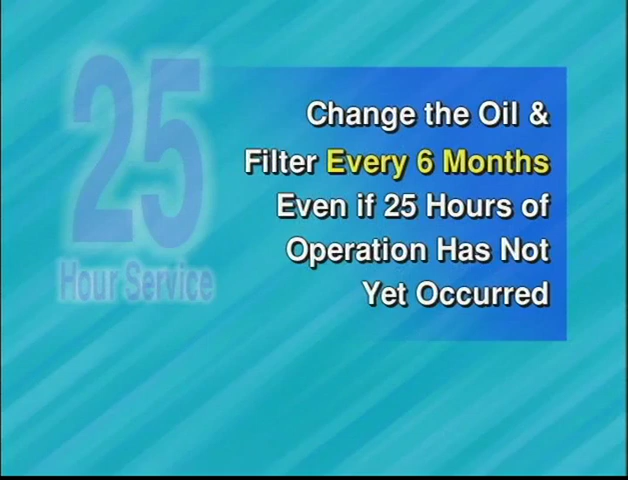 25
Hour Service
Change the Oil &
Filter Every 6 Months
Even if 25 Hours of
Operation Has Not
Yet Occurred